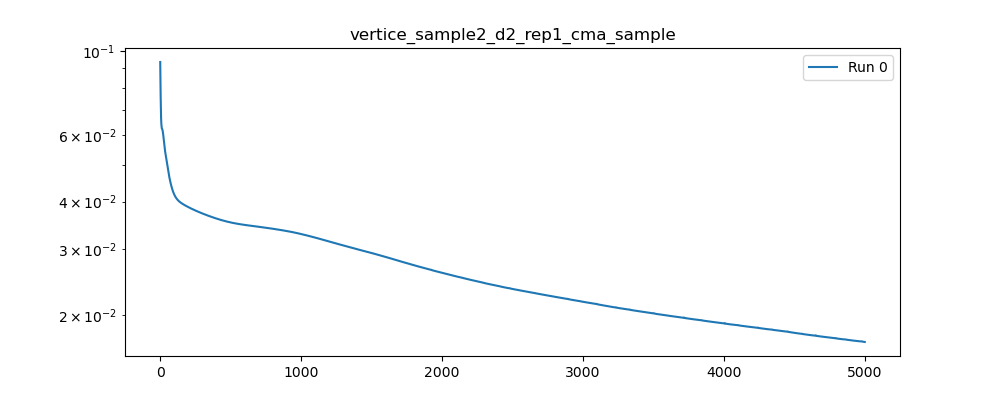 vertice_sample2_d2_rep1_cma_sample
Run 0
10⁻¹
6 × 10⁻²
4 × 10⁻²
3 × 10⁻²
2 × 10⁻²
0 1000 2000 3000 4000 5000